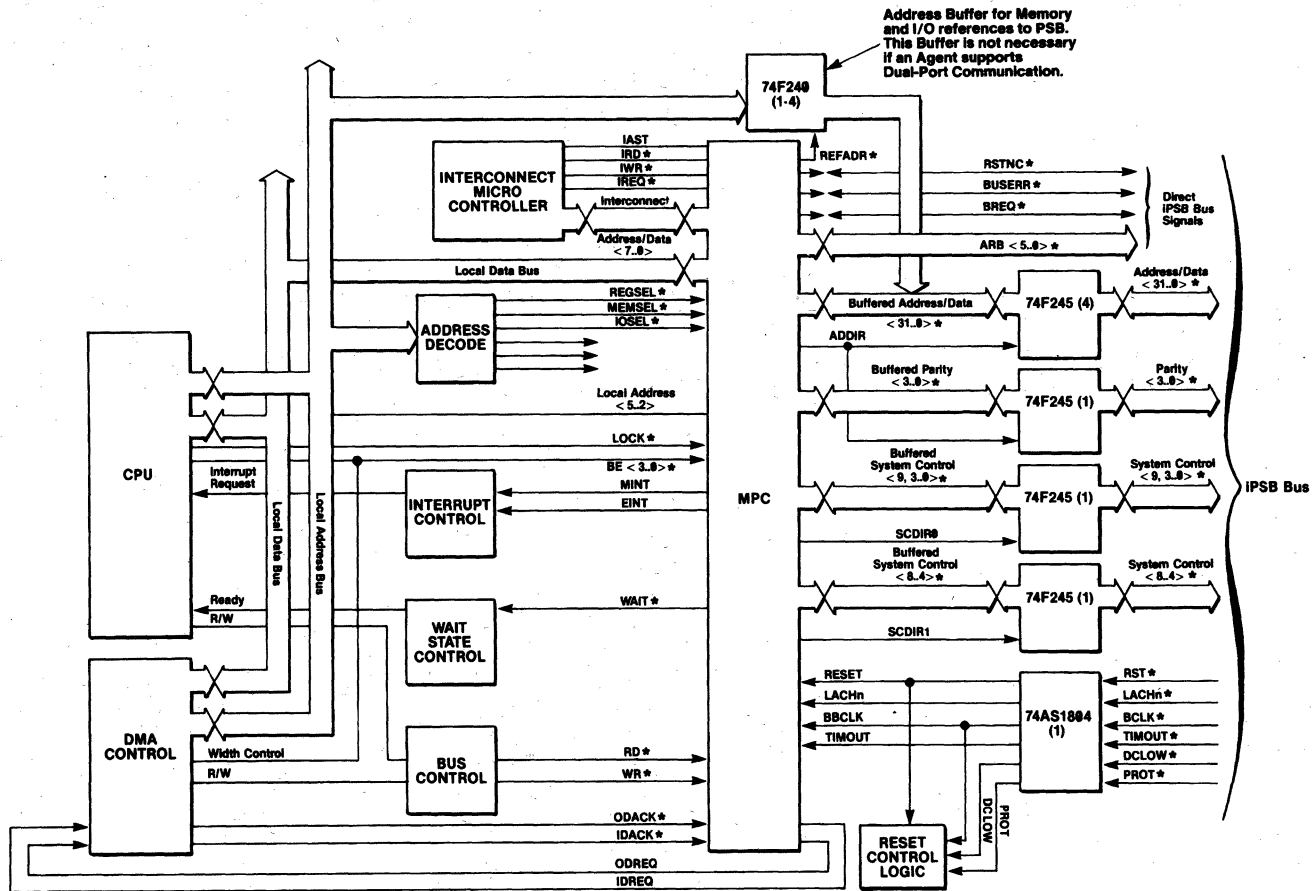 Address Buffer for Memory
and I/O references to PSB.
This Buffer is not necessary
if an Agent supports
Dual-Port Communication.
74F240
(1-4)
INTERCONNECT
MICRO
CONTROLLER
IAST
IRD*
IWR*
IREQ*
Interconnect
Address/Data
<7..0>
Local Data Bus
REFADR*
RSTNC*
BUSERR*
BREQ*
ARB <5..0>*
Direct
iPSB Bus
Signals
ADDRESS
DECODE
REGSEL*
MEMSEL*
IOSEL*
Local Address
<5..2>
LOCK*
BE <3..0>*
CPU
Interrupt
Request
Ready
R/W
Local Data Bus
Local Address Bus
INTERRUPT
CONTROL
MINT
EINT
WAIT
STATE
CONTROL
WAIT*
MPC
Buffered Address/Data
<31..0>*
ADDIR
74F245 (4)
Address/Data
<31..0>*
Buffered Parity
<3..0>*
74F245 (1)
Parity
<3..0>*
Buffered
System Control
<9, 3..0>*
74F245 (1)
System Control
<9, 3..0>*
SCDIR0
Buffered
System Control
<8..4>*
74F245 (1)
System Control
<8..4>*
SCDIR1
iPSB Bus
DMA
CONTROL
Width Control
R/W
BUS
CONTROL
RD*
WR*
ODACK*
IDACK*
ODREQ
IDREQ
RESET
LACHn
BBCLK
TIMOUT
74AS1804
(1)
RST*
LACHn*
BCLK*
TIMOUT*
DCLOW*
PROT*
PROT
DCLOW
RESET
CONTROL
LOGIC